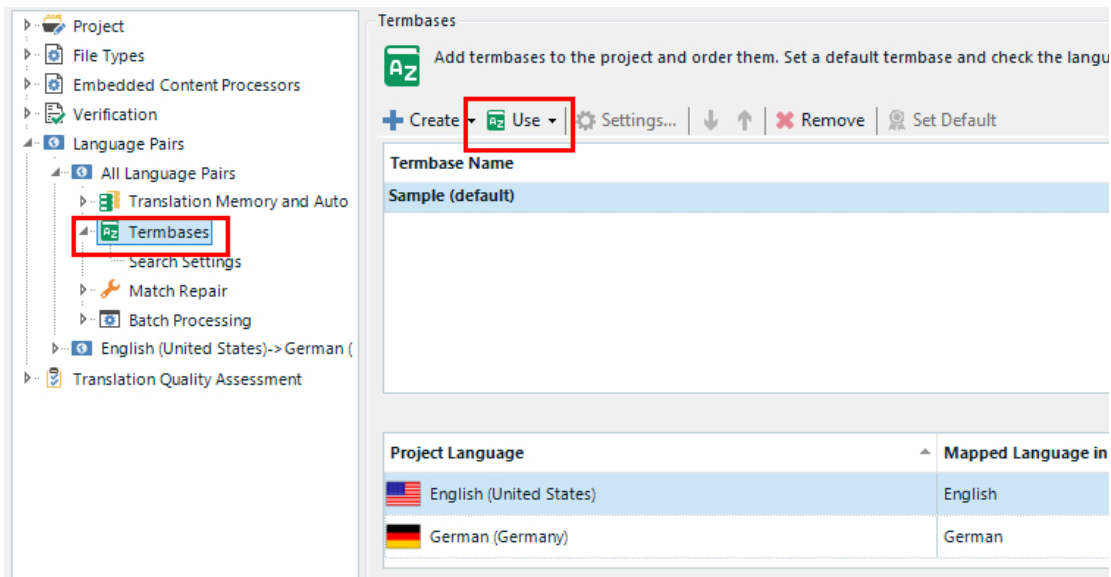 Project
File Types
Embedded Content Processors
Verification
Language Pairs
All Language Pairs
Translation Memory and Auto
Termbases
Search Settings
Match Repair
Batch Processing
English (United States)->German (
Translation Quality Assessment
Termbases
Add termbases to the project and order them. Set a default termbase and check the langu
Create Use Settings... Remove Set Default
Termbase Name
Sample (default)
Project Language Mapped Language in
English (United States) English
German (Germany) German